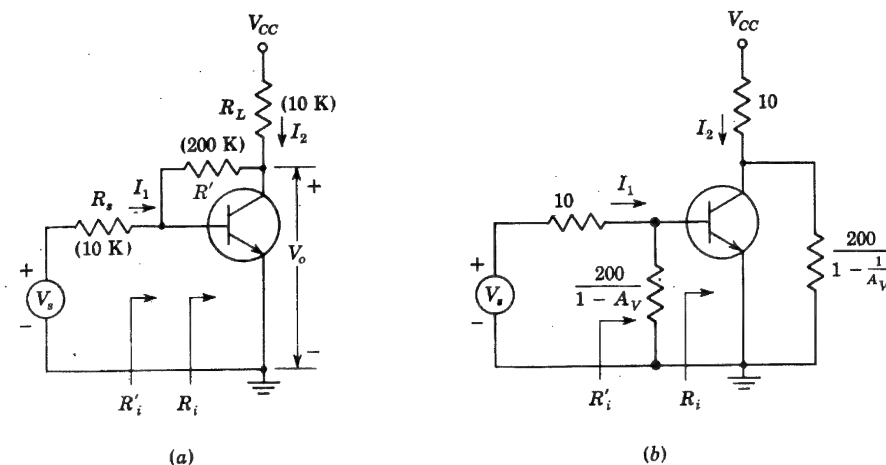 V_CC
R_L
(10 K)
I_2
(200 K)
R'
I_1
R_s
(10 K)
+
V_s
−
+
V_o
−
R'_i
R_i
(a)
V_CC
10
I_2
I_1
10
+
V_s
−
200
1 − A_V
200
1 − 1
A_V
R'_i
R_i
(b)